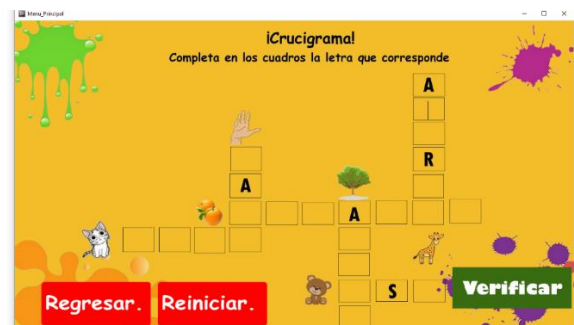 Menu_Principal
¡Crucigrama!
Completa en los cuadros la letra que corresponde
A
R
A
A
S
Regresar.
Reiniciar.
Verificar